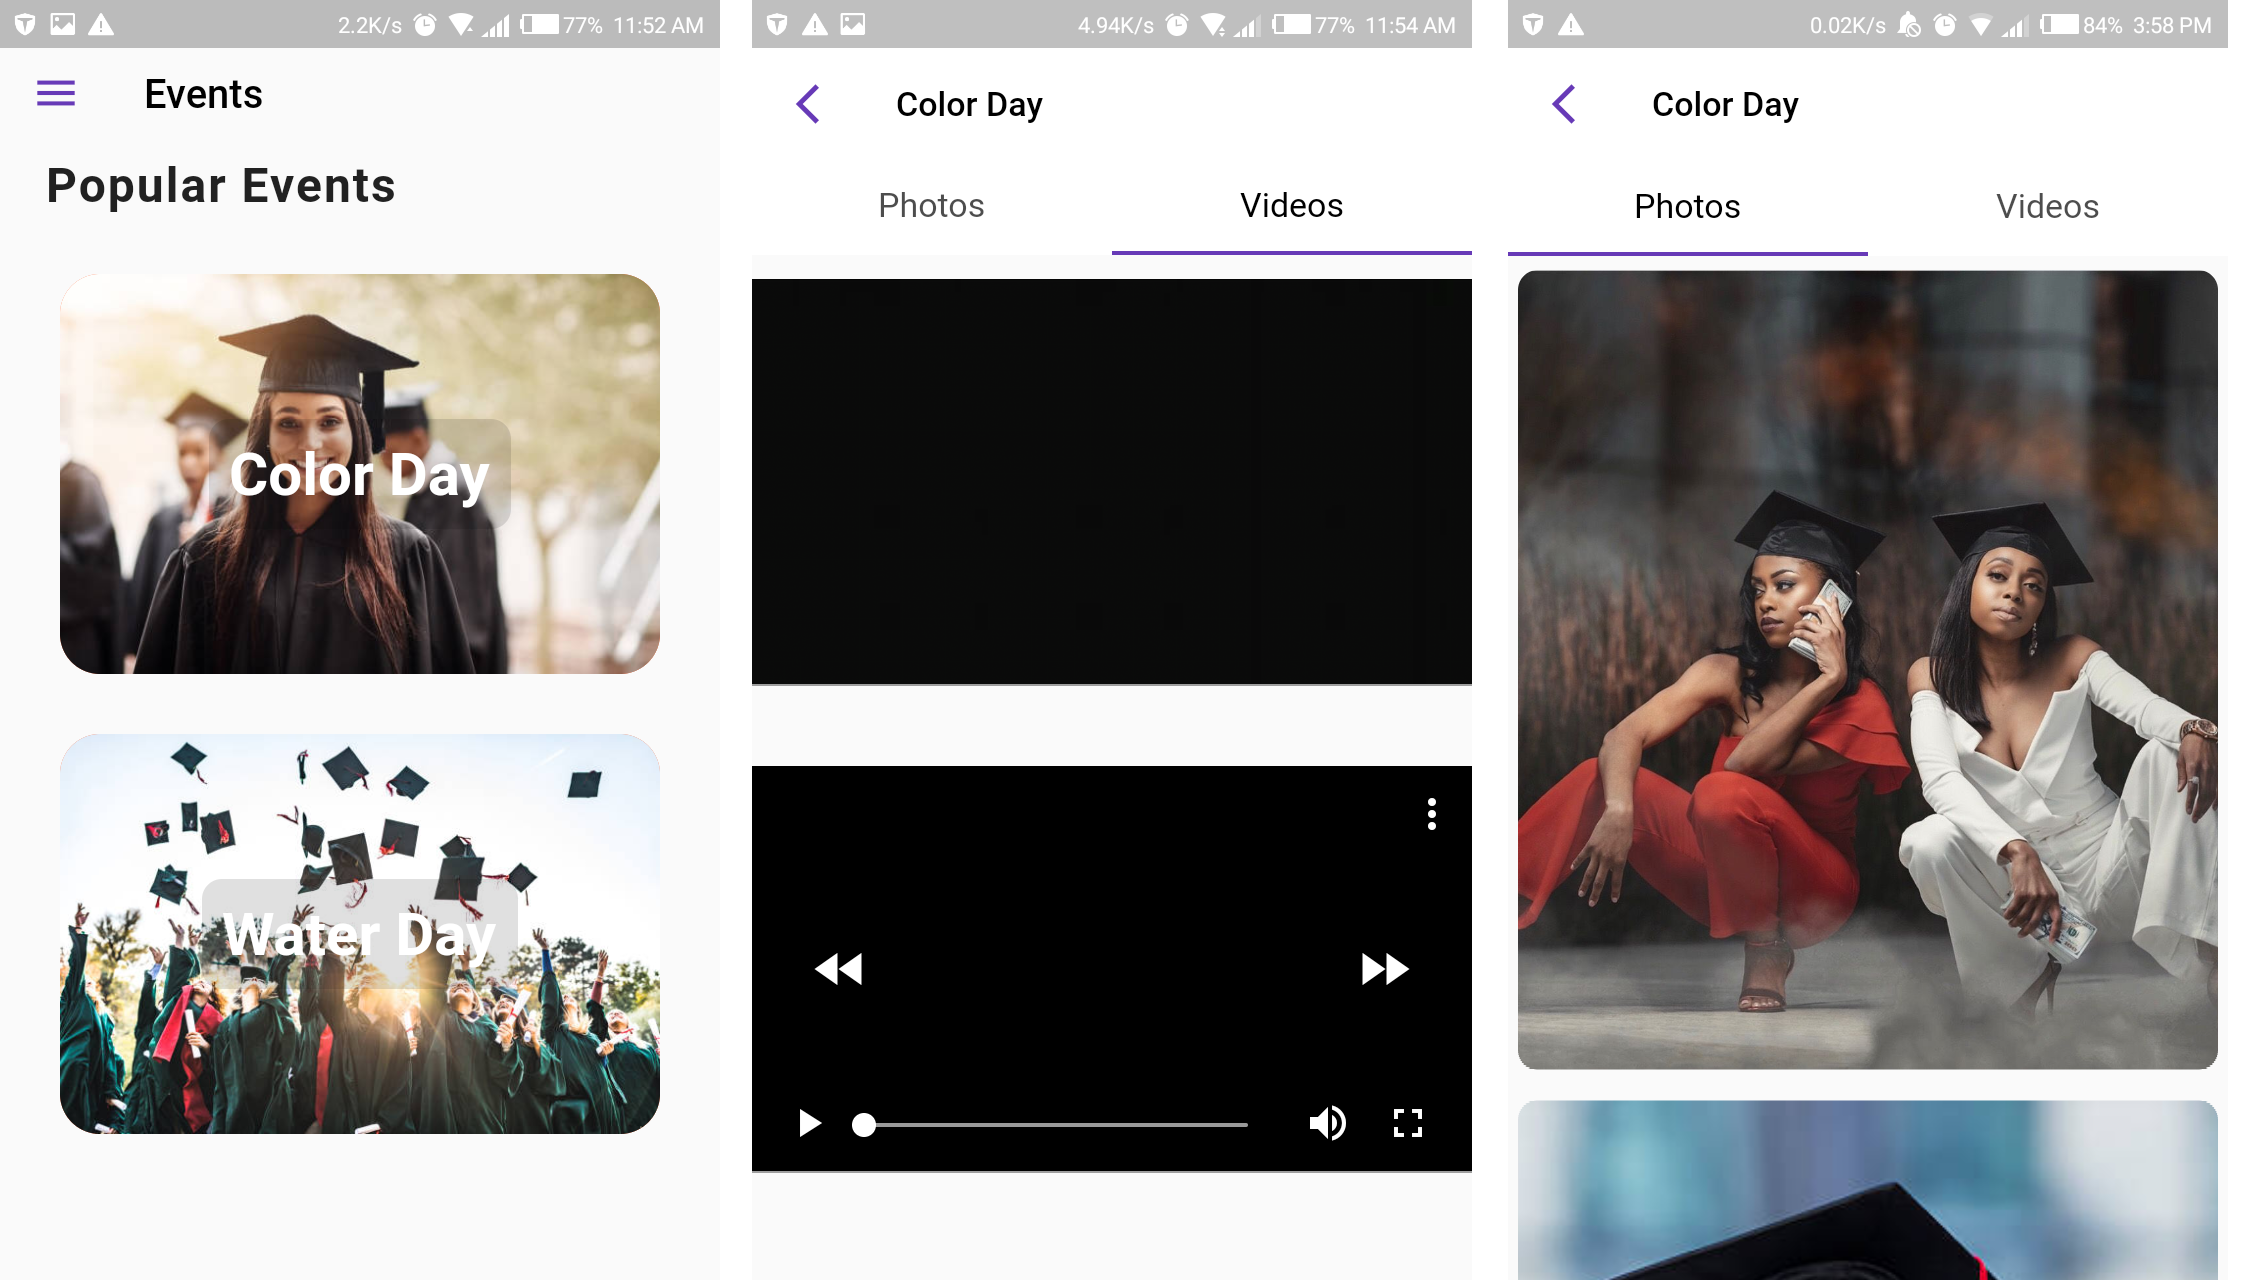 2.2K/s 77% 11:52 AM
Events
Popular Events
Color Day
Water Day
4.94K/s 77% 11:54 AM
Color Day
Photos Videos
0.02K/s 84% 3:58 PM
Color Day
Photos Videos